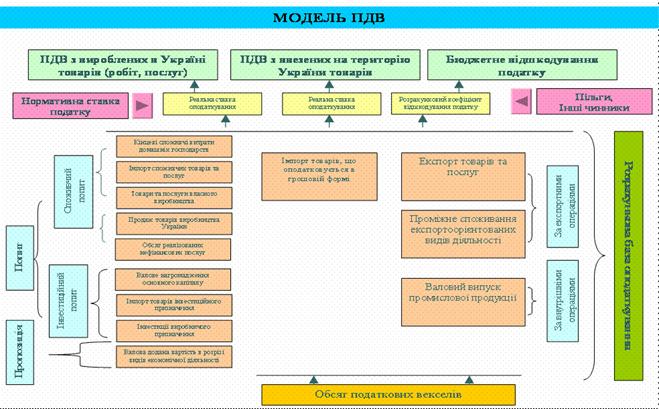 МОДЕЛЬ ПДВ
ПДВ з вироблених в Україні
товарів (робіт, послуг)
ПДВ з ввезених на територію
України товарів
Бюджетне відшкодування
податку
Нормативна ставка
податку
Реальна ставка
оподаткування
Реальна ставка
оподаткування
Розрахунковий коефіцієнт
відшкодування податку
Пільги,
Інші чинники
Кінцеві споживчі витрати
домашніх господарств
Імпорт споживчих товарів та
послуг
Товари та послуги власного
виробництва
Продаж товарів виробництва
України
Обсяг реалізованих
нефінансових послуг
Валове нагромадження
основного капіталу
Імпорт товарів інвестиційного
призначення
Інвестиції виробничого
призначення
Валова додана вартість в розрізі
видів економічної діяльності
Споживчий
попит
Інвестиційний
попит
Попит
Пропозиція
Імпорт товарів, що
оподатковується в
грошовій формі
Експорт товарів та
послуг
Проміжне споживання
експортоорієнтованих
видів діяльності
Валовий випуск
промислової продукції
За експортними
операціями
За внутрішніми
операціями
Розрахункова база оподаткування
Обсяг податкових векселів